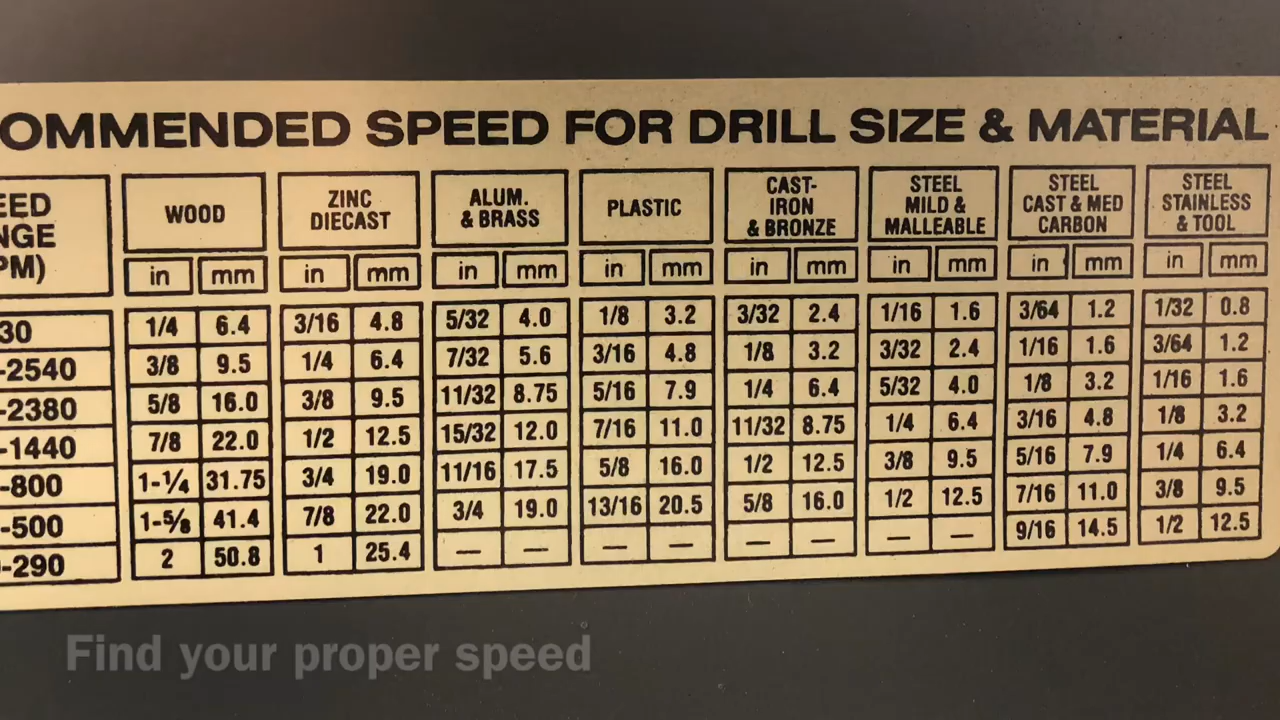 OMMENDED SPEED FOR DRILL SIZE & MATERIAL
EED NGE PM) WOOD ZINC DIECAST ALUM. & BRASS PLASTIC CAST- IRON & BRONZE STEEL MILD & MALLEABLE STEEL CAST & MED CARBON STEEL STAINLESS & TOOL
in mm in mm in mm in mm in mm in mm in mm in mm
30 1/4 6.4 3/16 4.8 5/32 4.0 1/8 3.2 3/32 2.4 1/16 1.6 3/64 1.2 1/32 0.8
-2540 3/8 9.5 1/4 6.4 7/32 5.6 3/16 4.8 1/8 3.2 3/32 2.4 1/16 1.6 3/64 1.2
-2380 5/8 16.0 3/8 9.5 11/32 8.75 5/16 7.9 1/4 6.4 5/32 4.0 1/8 3.2 1/16 1.6
-1440 7/8 22.0 1/2 12.5 15/32 12.0 7/16 11.0 11/32 8.75 1/4 6.4 3/16 4.8 1/8 3.2
-800 1-1/4 31.75 3/4 19.0 11/16 17.5 5/8 16.0 1/2 12.5 3/8 9.5 5/16 7.9 1/4 6.4
-500 1-5/8 41.4 7/8 22.0 3/4 19.0 13/16 20.5 5/8 16.0 1/2 12.5 7/16 11.0 3/8 9.5
-290 2 50.8 1 25.4 — — — — — — — — 9/16 14.5 1/2 12.5
Find your proper speed